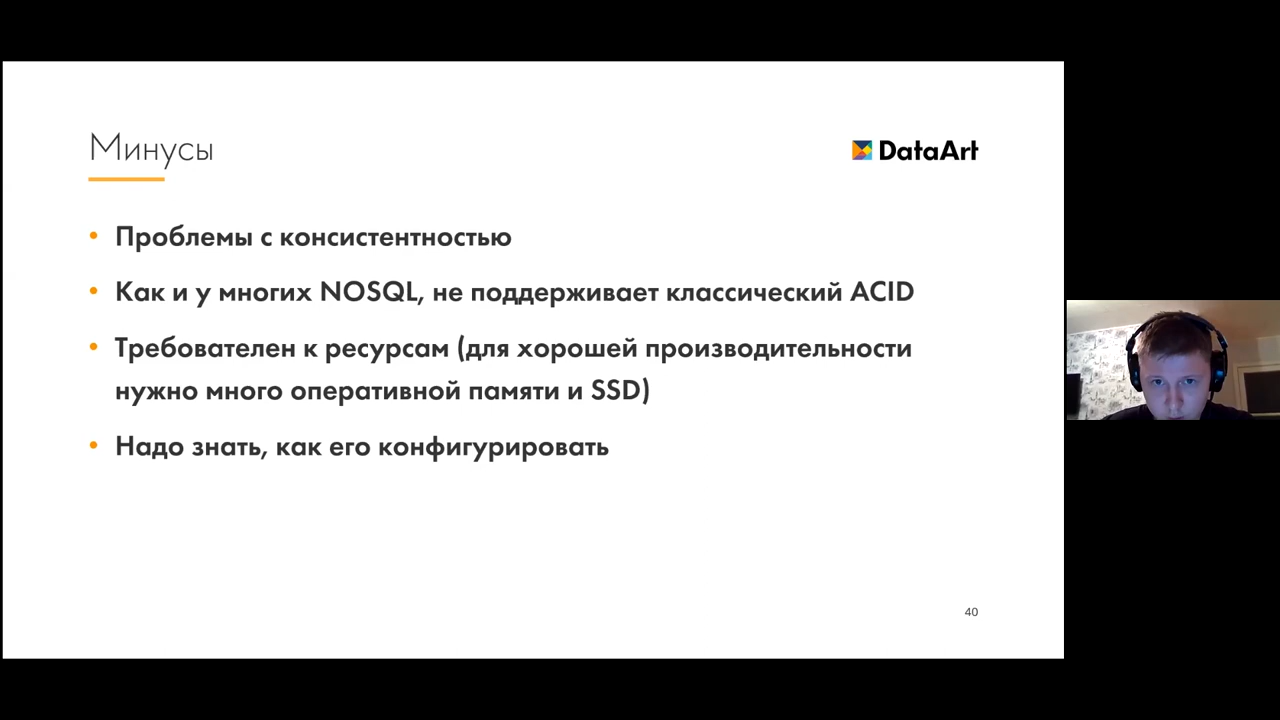 Минусы
DataArt
• Проблемы с консистентностью
• Как и у многих NOSQL, не поддерживает классический ACID
• Требователен к ресурсам (для хорошей производительности
нужно много оперативной памяти и SSD)
• Надо знать, как его конфигурировать
40